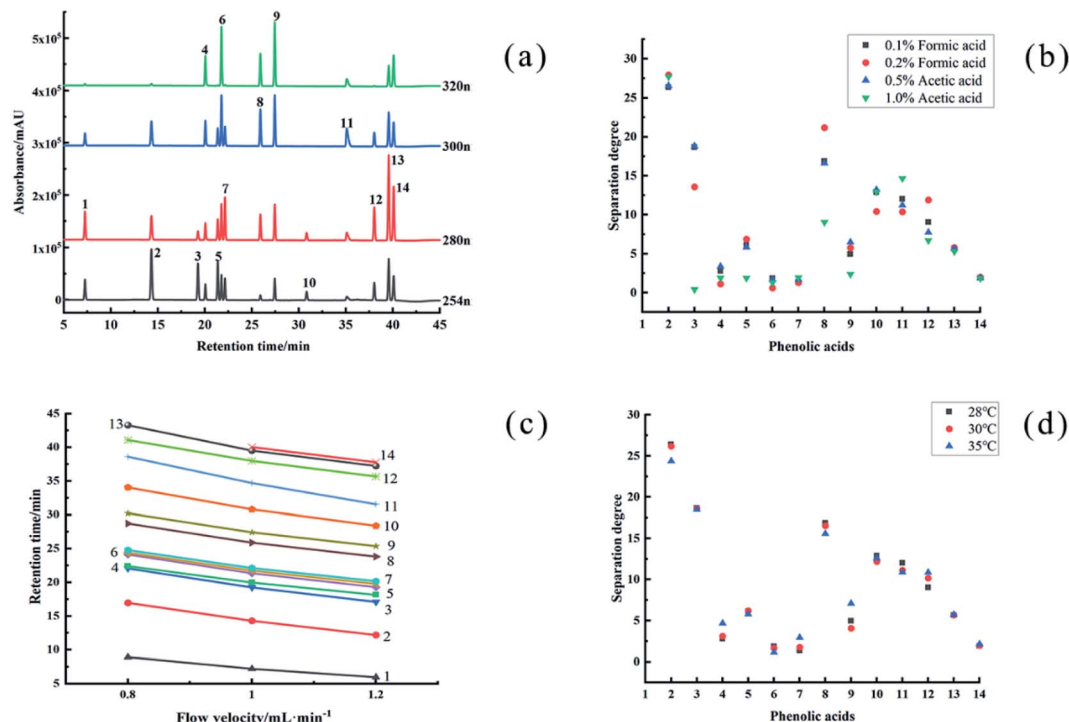 (a)
Absorbance/mAU
5x10⁵
4x10⁵
3x10⁵
2x10⁵
1x10⁵
0
4
6
9
320n
8
11
300n
1
7
12
13
14
280n
2
3
5
10
254n
5 10 15 20 25 30 35 40 45
Retention time/min
(b)
0.1% Formic acid
0.2% Formic acid
0.5% Acetic acid
1.0% Acetic acid
Separation degree
30
25
20
15
10
5
0
1 2 3 4 5 6 7 8 9 10 11 12 13 14
Phenolic acids
(c)
Retention time/min
45
40
35
30
25
20
15
10
5
13
14
12
11
10
9
8
6
7
4
5
3
2
1
0.8 1 1.2
Flow velocity/mL·min⁻¹
(d)
28°C
30°C
35°C
Separation degree
30
25
20
15
10
5
0
1 2 3 4 5 6 7 8 9 10 11 12 13 14
Phenolic acids